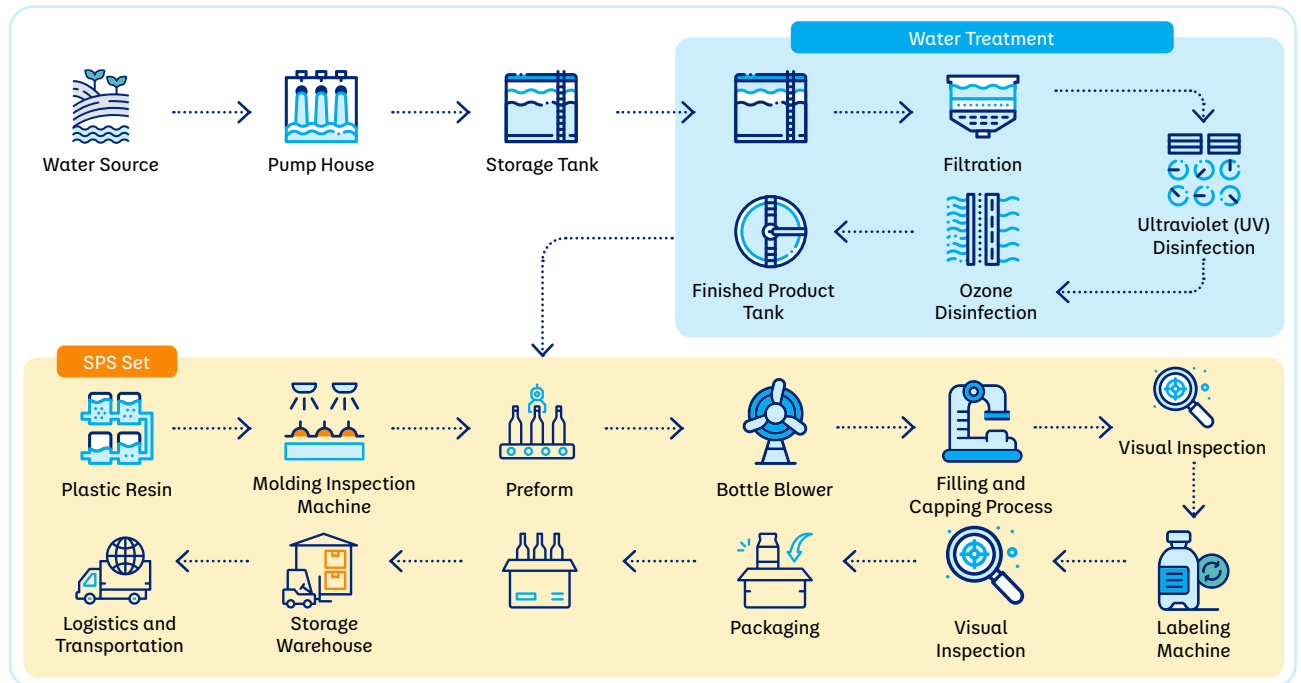 Water Treatment
Water Source
Pump House
Storage Tank
Filtration
Ultraviolet (UV)
Disinfection
Ozone
Disinfection
Finished Product
Tank
SPS Set
Plastic Resin
Molding Inspection
Machine
Preform
Bottle Blower
Filling and
Capping Process
Visual Inspection
Labeling
Machine
Visual
Inspection
Packaging
Storage
Warehouse
Logistics and
Transportation